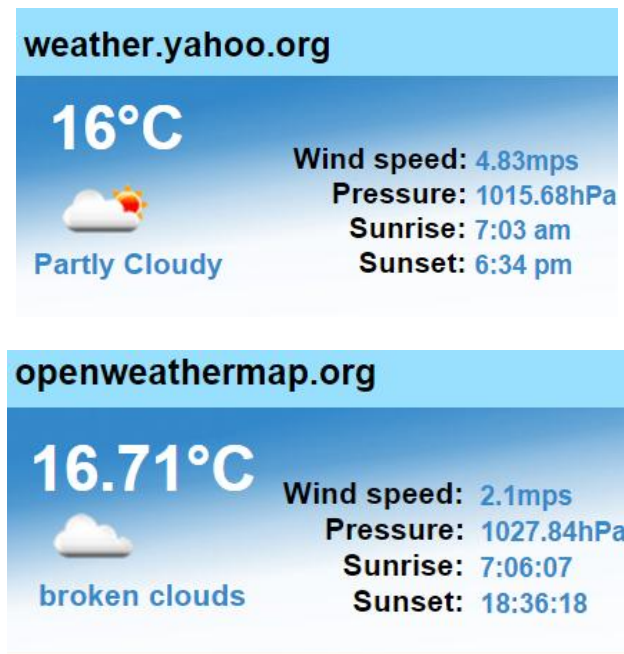 weather.yahoo.org
16°C
Wind speed: 4.83mps
Pressure: 1015.68hPa
Sunrise: 7:03 am
Partly Cloudy
Sunset: 6:34 pm
openweathermap.org
16.71°C
Wind speed: 2.1mps
Pressure: 1027.84hPa
Sunrise: 7:06:07
broken clouds
Sunset: 18:36:18